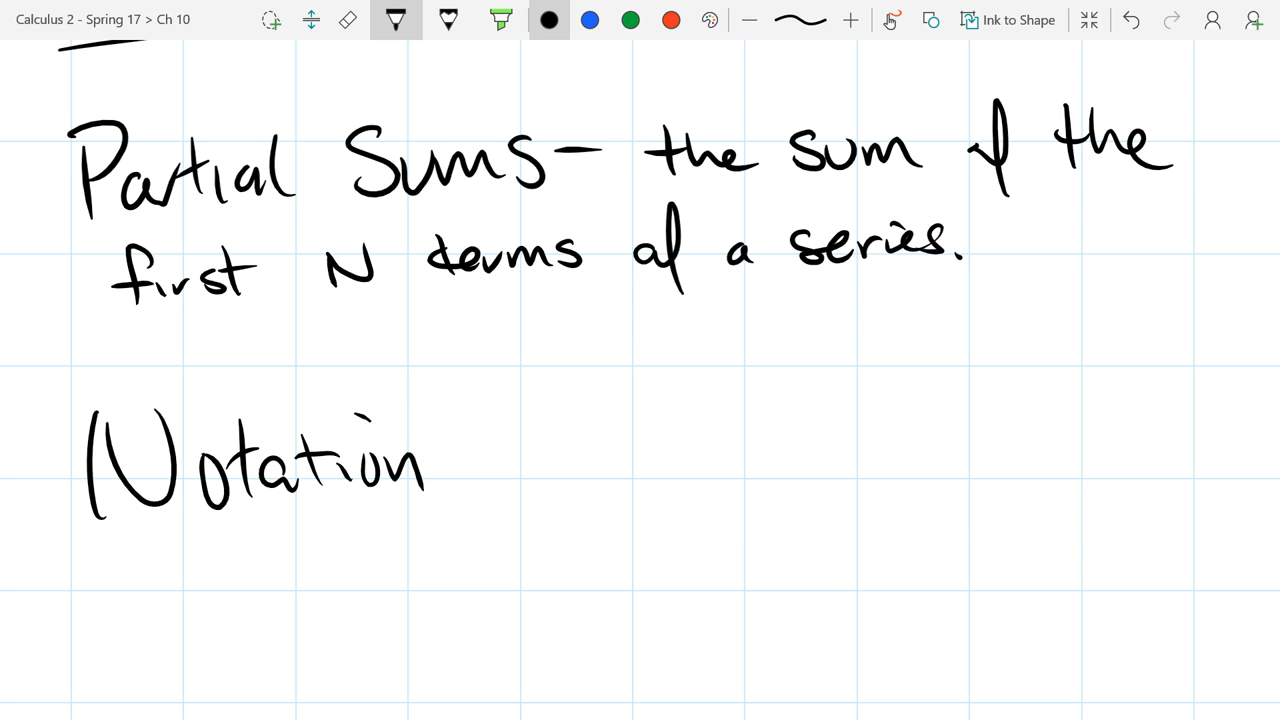 Calculus 2 - Spring 17 > Ch 10
Ink to Shape
Partial Sums - the sum of the
first N terms of a series.
Notation